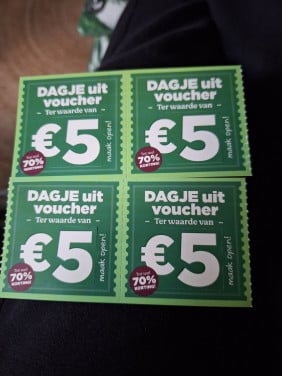 DAGJE uit
voucher
- Ter waarde van -
€5
maak open!
Tot wel
70%
KORTING!
DAGJE uit
voucher
- Ter waarde van -
€5
maak open!
Tot wel
70%
KORTING!
DAGJE uit
voucher
- Ter waarde van -
€5
maak open!
Tot wel
70%
KORTING!
DAGJE uit
voucher
- Ter waarde van -
€5
maak open!
Tot wel
70%
KORTING!